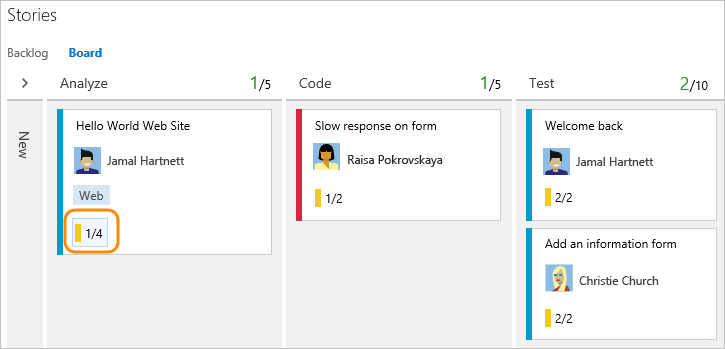 Stories
Backlog Board
Analyze 1/5 Code 1/5 Test 2/10
New
Hello World Web Site
Jamal Hartnett
Web
1/4
Slow response on form
Raisa Pokrovskaya
1/2
Welcome back
Jamal Hartnett
2/2
Add an information form
Christie Church
2/2